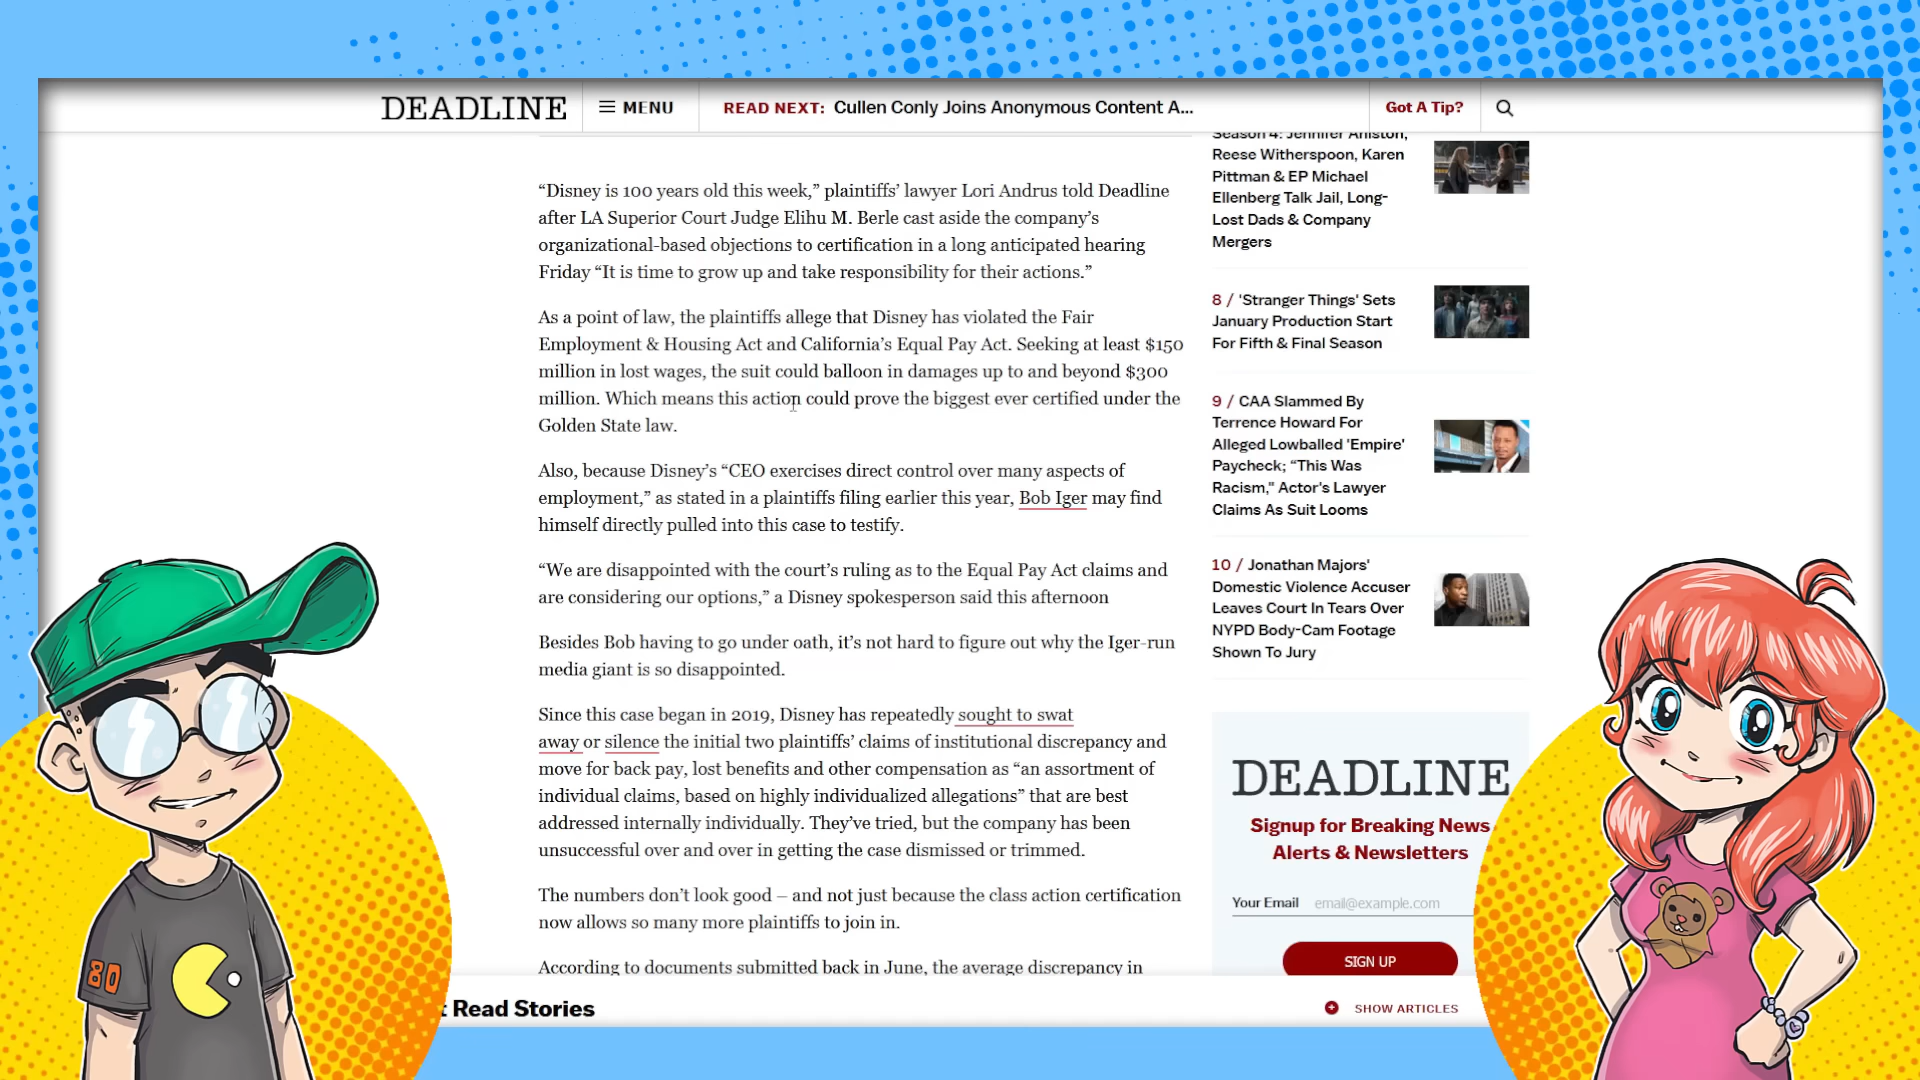 DEADLINE
MENU
READ NEXT: Cullen Conly Joins Anonymous Content A...
Got A Tip?
“Disney is 100 years old this week,” plaintiffs’ lawyer Lori Andrus told Deadline
after LA Superior Court Judge Elihu M. Berle cast aside the company’s
organizational-based objections to certification in a long anticipated hearing
Friday “It is time to grow up and take responsibility for their actions.”
As a point of law, the plaintiffs allege that Disney has violated the Fair
Employment & Housing Act and California’s Equal Pay Act. Seeking at least $150
million in lost wages, the suit could balloon in damages up to and beyond $300
million. Which means this action could prove the biggest ever certified under the
Golden State law.
Also, because Disney’s “CEO exercises direct control over many aspects of
employment,” as stated in a plaintiffs filing earlier this year, Bob Iger may find
himself directly pulled into this case to testify.
“We are disappointed with the court’s ruling as to the Equal Pay Act claims and
are considering our options,” a Disney spokesperson said this afternoon
Besides Bob having to go under oath, it’s not hard to figure out why the Iger-run
media giant is so disappointed.
Since this case began in 2019, Disney has repeatedly sought to swat
away or silence the initial two plaintiffs’ claims of institutional discrepancy and
move for back pay, lost benefits and other compensation as “an assortment of
individual claims, based on highly individualized allegations” that are best
addressed internally individually. They’ve tried, but the company has been
unsuccessful over and over in getting the case dismissed or trimmed.
The numbers don’t look good – and not just because the class action certification
now allows so many more plaintiffs to join in.
According to documents submitted back in June, the average discrepancy in
Season 4: Jennifer Aniston,
Reese Witherspoon, Karen
Pittman & EP Michael
Ellenberg Talk Jail, Long-
Lost Dads & Company
Mergers
8 / 'Stranger Things' Sets
January Production Start
For Fifth & Final Season
9 / CAA Slammed By
Terrence Howard For
Alleged Lowballed 'Empire'
Paycheck; “This Was
Racism,” Actor's Lawyer
Claims As Suit Looms
10 / Jonathan Majors'
Domestic Violence Accuser
Leaves Court In Tears Over
NYPD Body-Cam Footage
Shown To Jury
DEADLINE
Signup for Breaking News
Alerts & Newsletters
Your Email email@example.com
SIGN UP
t Read Stories
SHOW ARTICLES
80